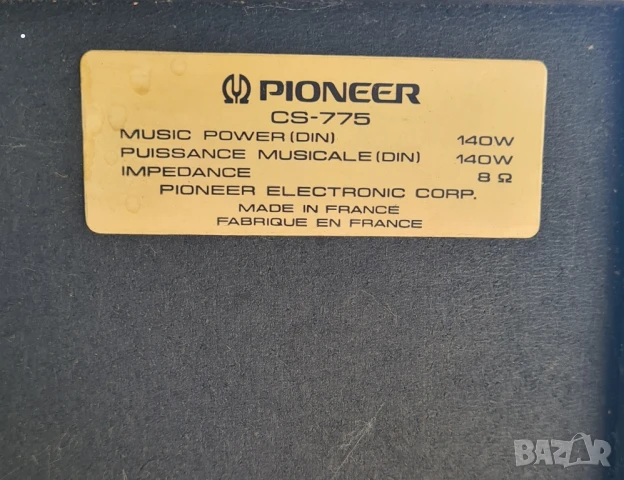 PIONEER
CS-775
MUSIC POWER (DIN) 140W
PUISSANCE MUSICALE (DIN) 140W
IMPEDANCE 8 Ω
PIONEER ELECTRONIC CORP.
MADE IN FRANCE
FABRIQUE EN FRANCE
BAZAR